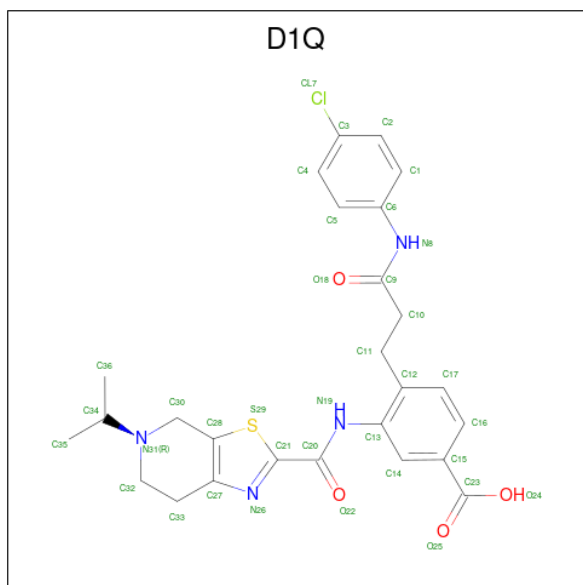 D1Q
CL7
Cl
C3
C2
C4
C1
C5
C6
NH
N8
O18
O
C9
C10
C11
C36
N19
C12
C17
C30
S29
H
C34
S
N
C13
C16
C28
C21
C20
C35
N
N31(R)
C14
C15
C32
C27
N
O
C23
OH
O24
C33
N26
O22
O
O25